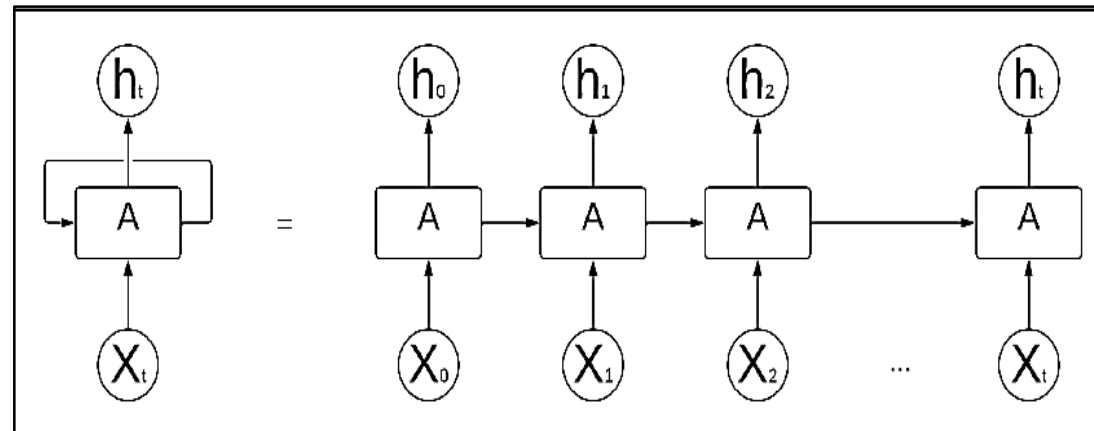 hₜ h₀ h₁ h₂ hₜ
A = A A A A
Xₜ X₀ X₁ X₂ ... Xₜ